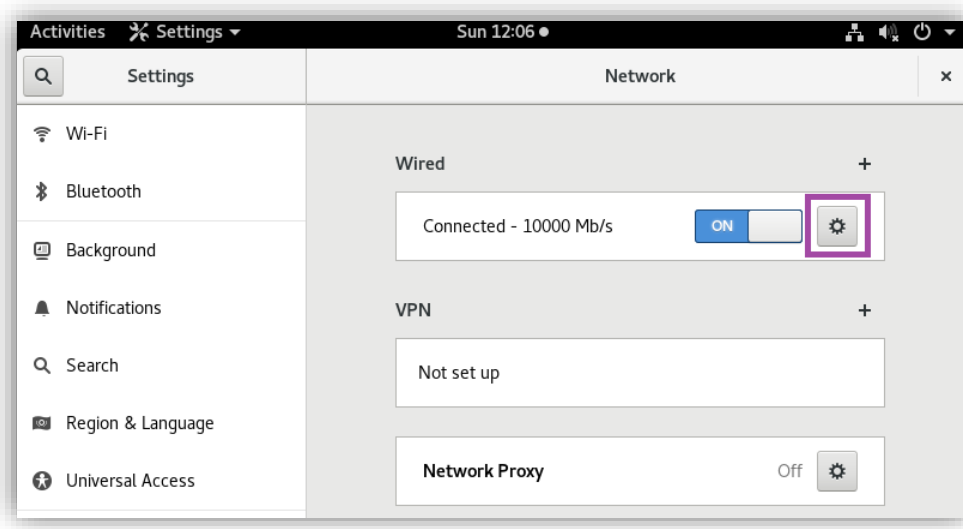 Activities Settings Sun 12:06
Settings Network
Wi-Fi
Bluetooth
Background
Notifications
Search
Region & Language
Universal Access
Wired +
Connected - 10000 Mb/s ON
VPN +
Not set up
Network Proxy Off